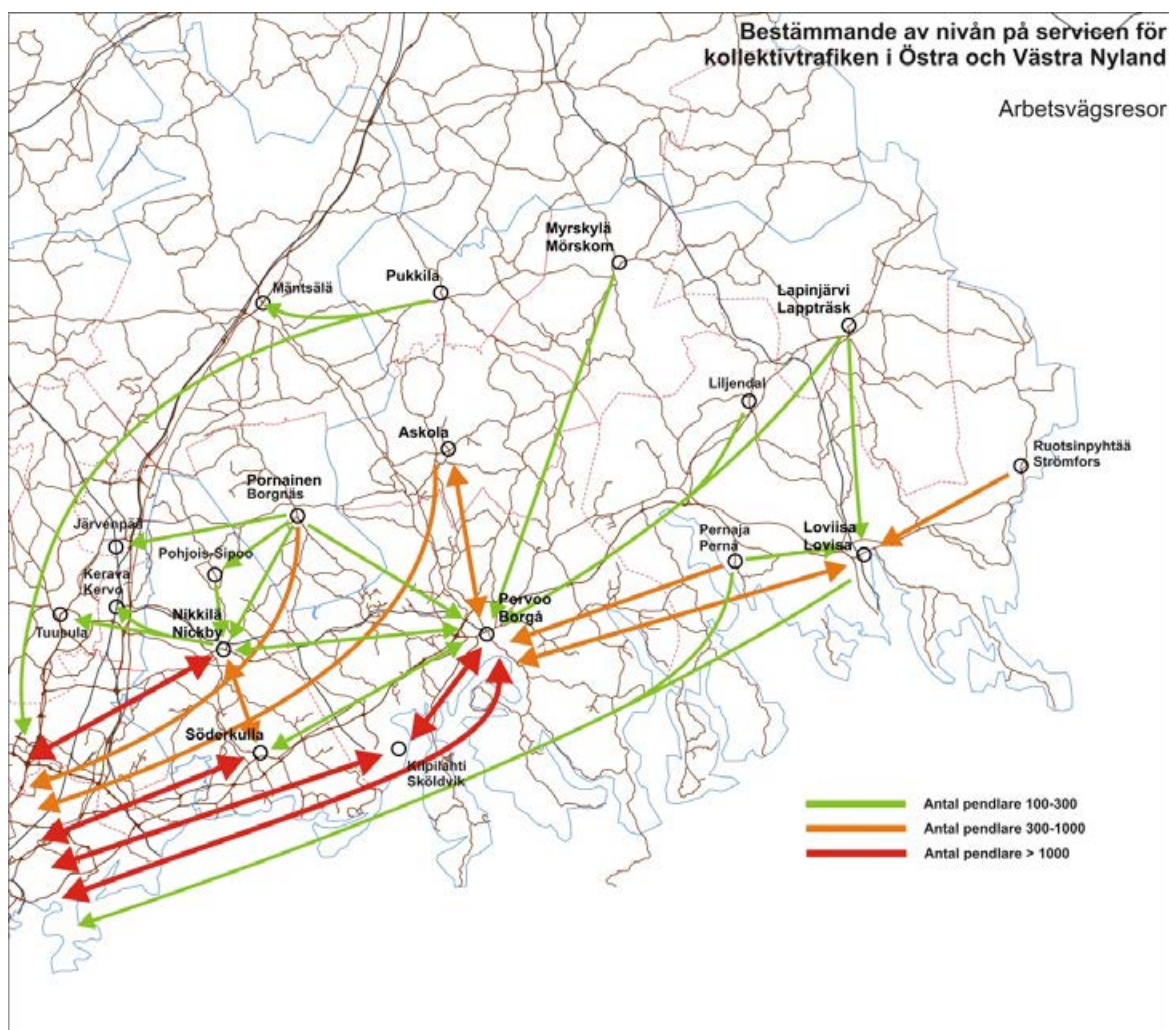 Bestämmande av nivån på servicen för
kollektivtrafiken i Östra och Västra Nyland
Arbetsvägsresor
Myrskylä
Mörskom
Pukkila
Mäntsälä
Lapinjärvi
Lappträsk
Liljendal
Askola
Ruotsinpyhtää
Strömfors
Pornainen
Borgnäs
Järvenpää
Pohjois-Sipoo
Pernaja
Pernå
Loviisa
Lovisa
Kerava
Kervo
Tuusula
Nikkilä
Nickby
Porvoo
Borgå
Söderkulla
Kilpilahti
Sköldvik
Antal pendlare 100-300
Antal pendlare 300-1000
Antal pendlare > 1000